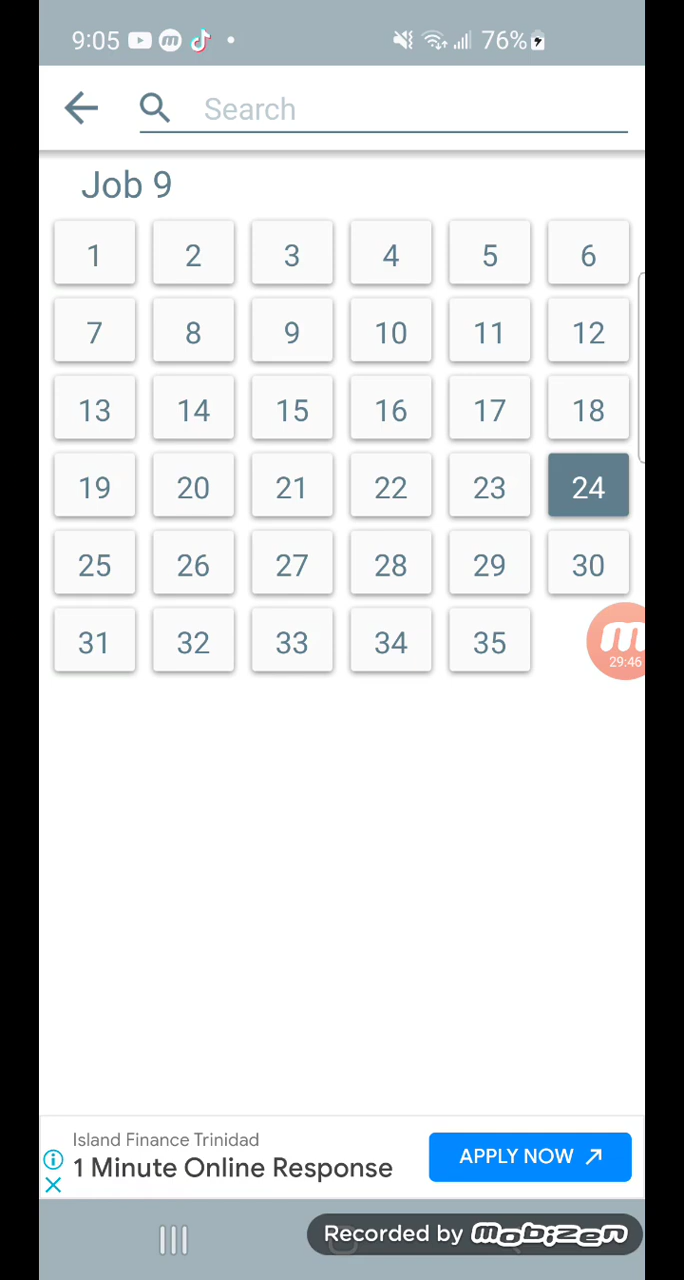 9:05 76%
Search
Job 9
1 2 3 4 5 6
7 8 9 10 11 12
13 14 15 16 17 18
19 20 21 22 23 24
25 26 27 28 29 30
31 32 33 34 35
29:46
Island Finance Trinidad
1 Minute Online Response
APPLY NOW
Recorded by mobizen